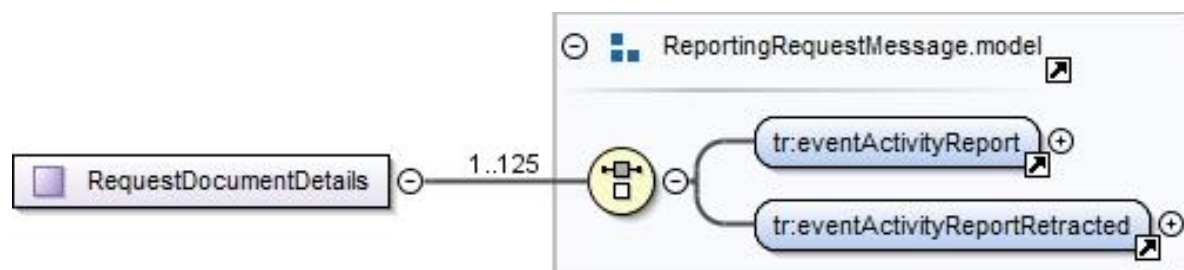 ReportingRequestMessage.model
tr:eventActivityReport
RequestDocumentDetails
1..125
tr:eventActivityReportRetracted